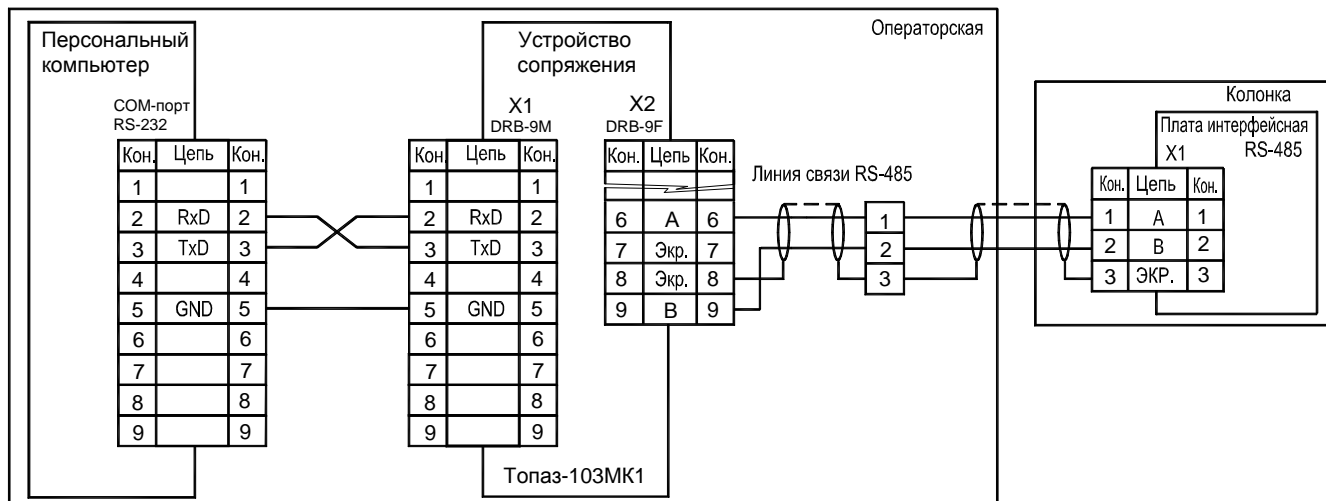 Операторская
Персональный
компьютер
COM-порт
RS-232
Кон. Цепь Кон.
1 1
2 RxD 2
3 TxD 3
4 4
5 GND 5
6 6
7 7
8 8
9 9
Устройство
сопряжения
X1
DRB-9M
Кон. Цепь Кон.
1 1
2 RxD 2
3 TxD 3
4 4
5 GND 5
6 6
7 7
8 8
9 9
X2
DRB-9F
Кон. Цепь Кон.
6 A 6
7 Экр. 7
8 Экр. 8
9 B 9
Топаз-103МК1
Линия связи RS-485
1
2
3
Колонка
Плата интерфейсная
RS-485
X1
Кон. Цепь Кон.
1 A 1
2 B 2
3 ЭКР. 3